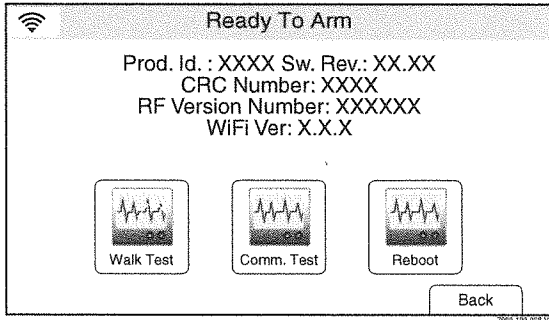 Ready To Arm
Prod. Id. : XXXX Sw. Rev.: XX.XX
CRC Number: XXXX
RF Version Number: XXXXXX
WiFi Ver: X.X.X
Walk Test
Comm. Test
Reboot
Back